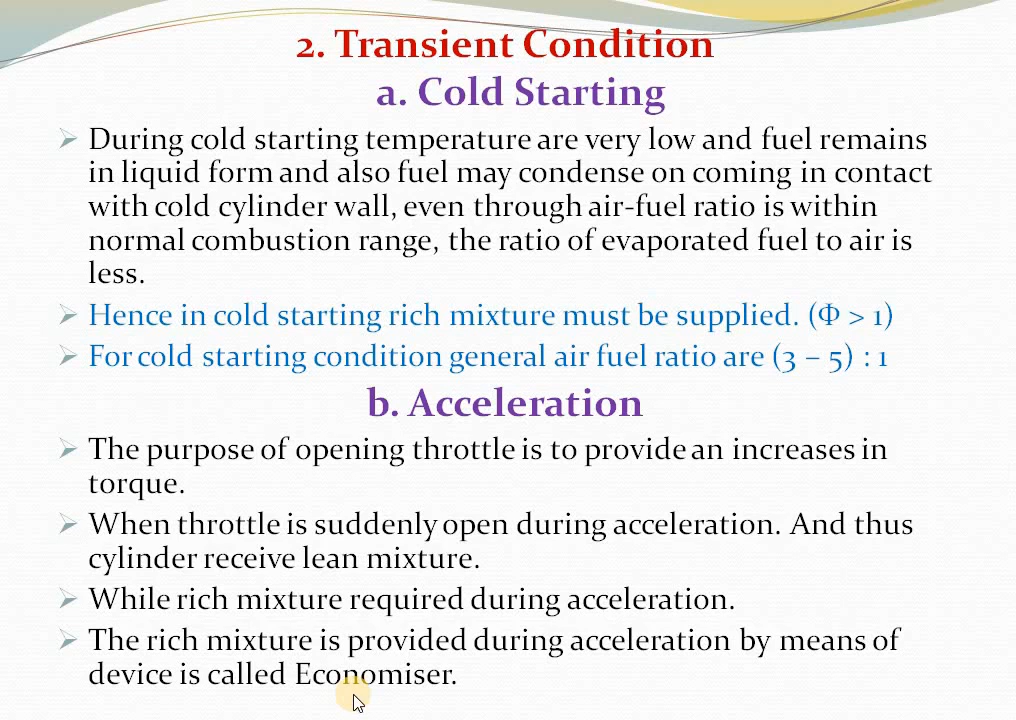 2. Transient Condition
a. Cold Starting
During cold starting temperature are very low and fuel remains
in liquid form and also fuel may condense on coming in contact
with cold cylinder wall, even through air-fuel ratio is within
normal combustion range, the ratio of evaporated fuel to air is
less.
Hence in cold starting rich mixture must be supplied. (Φ > 1)
For cold starting condition general air fuel ratio are (3 – 5) : 1
b. Acceleration
The purpose of opening throttle is to provide an increases in
torque.
When throttle is suddenly open during acceleration. And thus
cylinder receive lean mixture.
While rich mixture required during acceleration.
The rich mixture is provided during acceleration by means of
device is called Economiser.